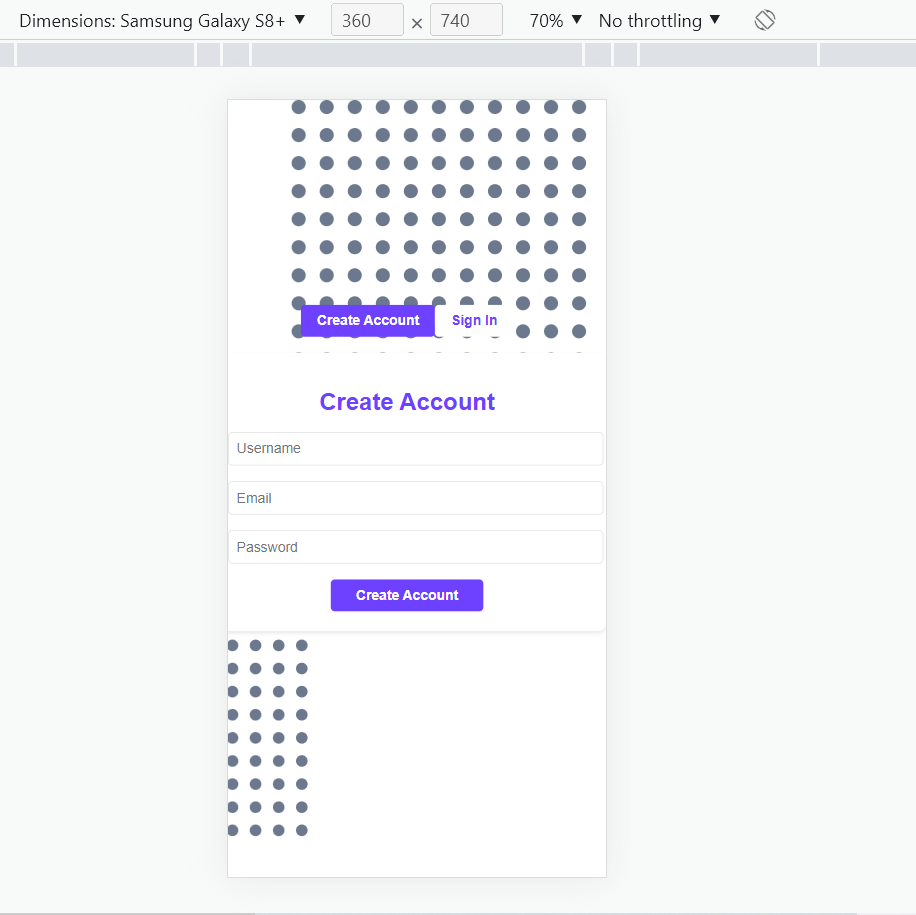 Dimensions: Samsung Galaxy S8+ ▼ 360 × 740 70% ▼ No throttling ▼
Create Account Sign In
Create Account
Username
Email
Password
Create Account